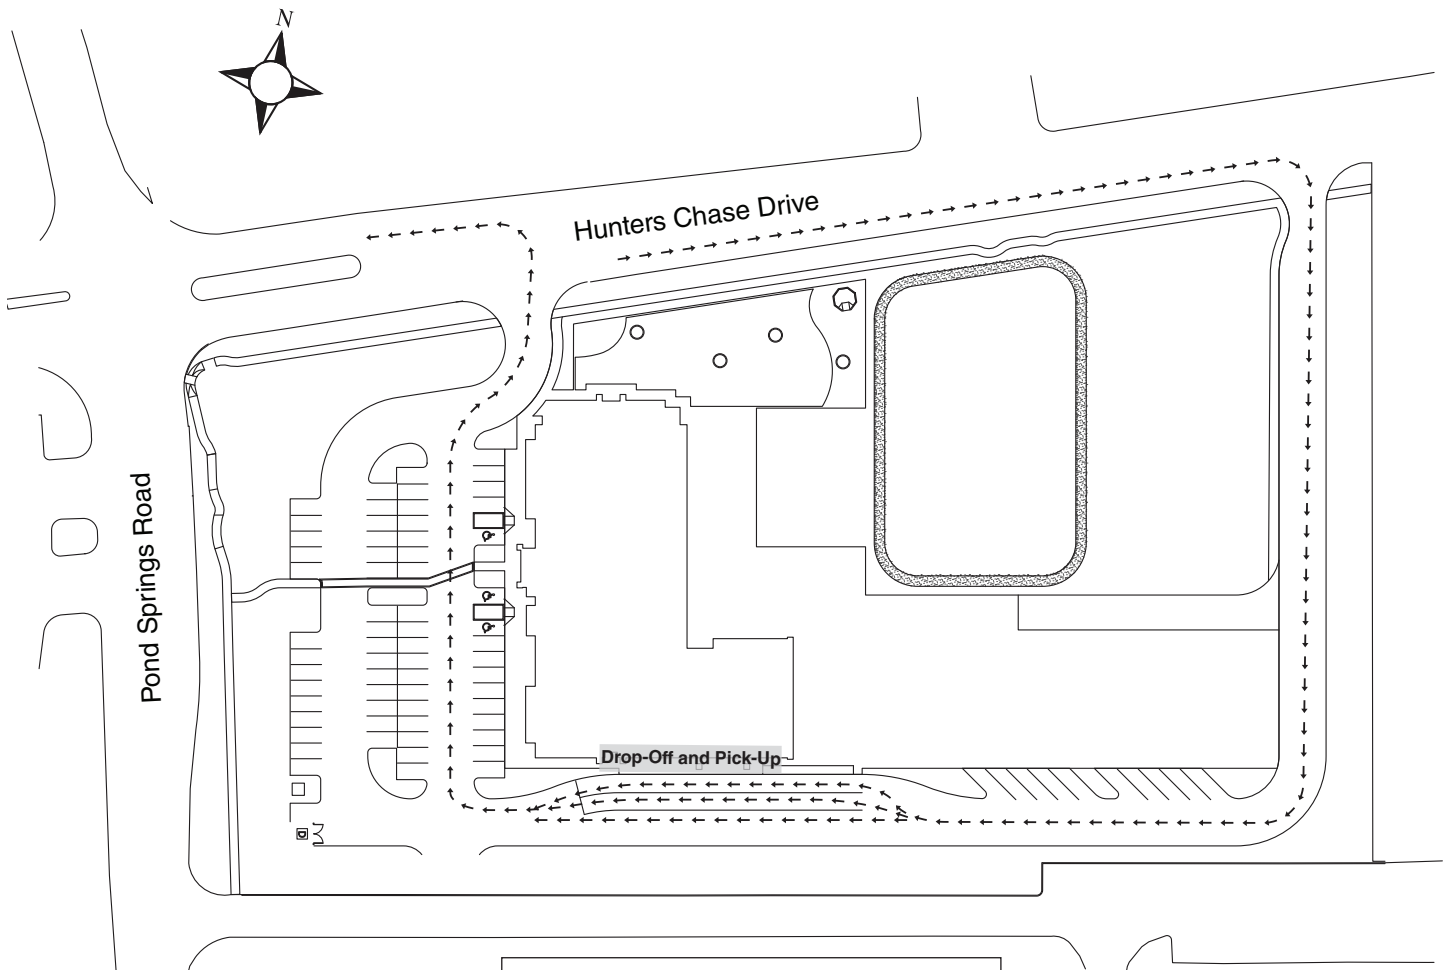 N
Hunters Chase Drive
Pond Springs Road
Drop-Off and Pick-Up
D